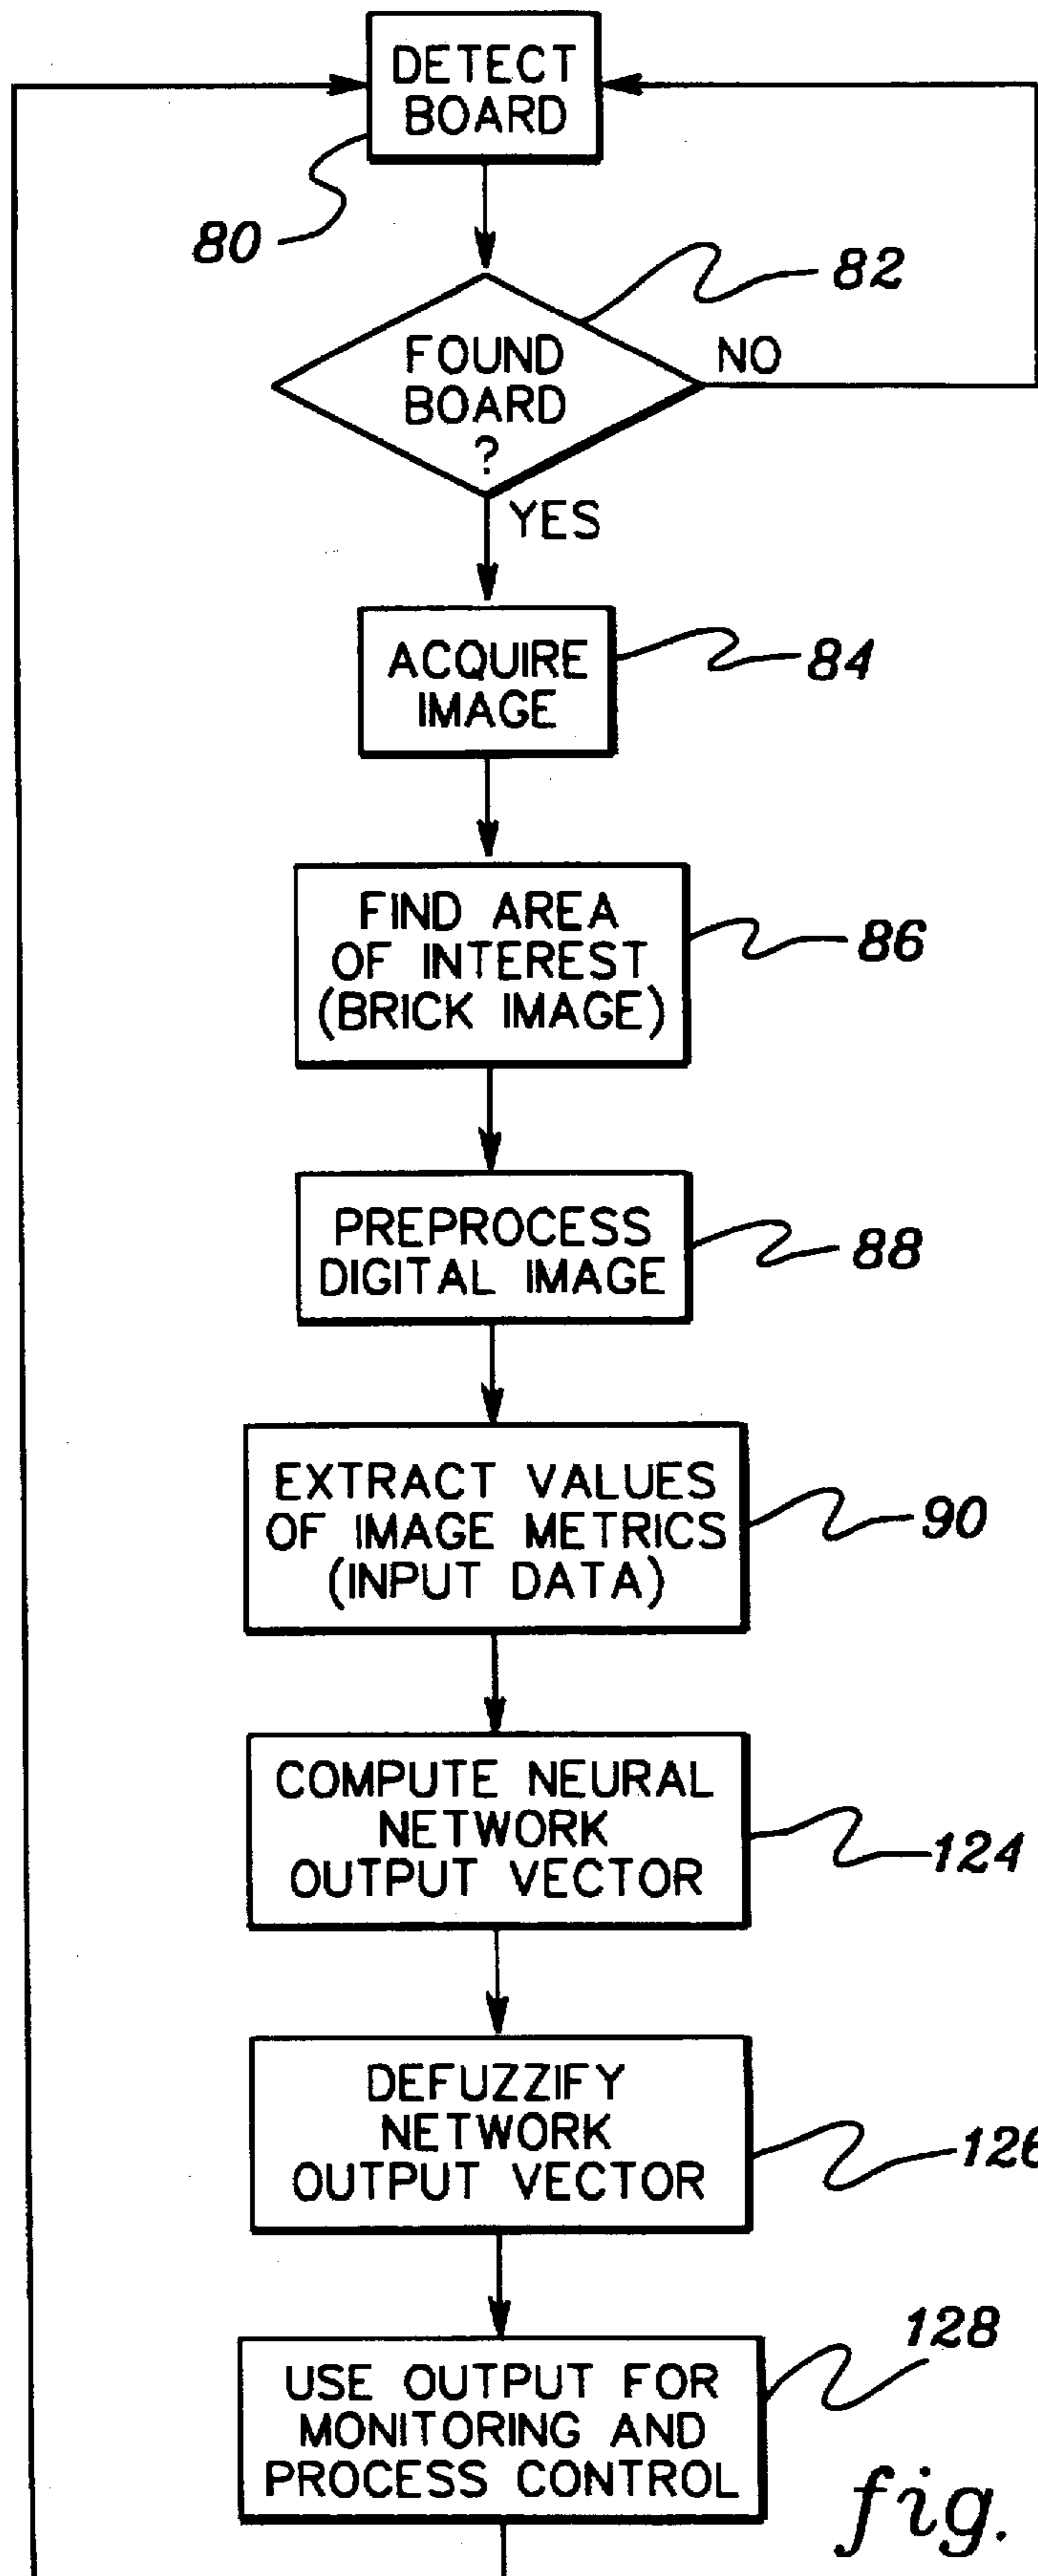 DETECT
BOARD
80
82
FOUND
BOARD
?
NO
YES
ACQUIRE
IMAGE
84
FIND AREA
OF INTEREST
(BRICK IMAGE)
86
PREPROCESS
DIGITAL IMAGE
88
EXTRACT VALUES
OF IMAGE METRICS
(INPUT DATA)
90
COMPUTE NEURAL
NETWORK
OUTPUT VECTOR
124
DEFUZZIFY
NETWORK
OUTPUT VECTOR
126
128
USE OUTPUT FOR
MONITORING AND
PROCESS CONTROL
fig.